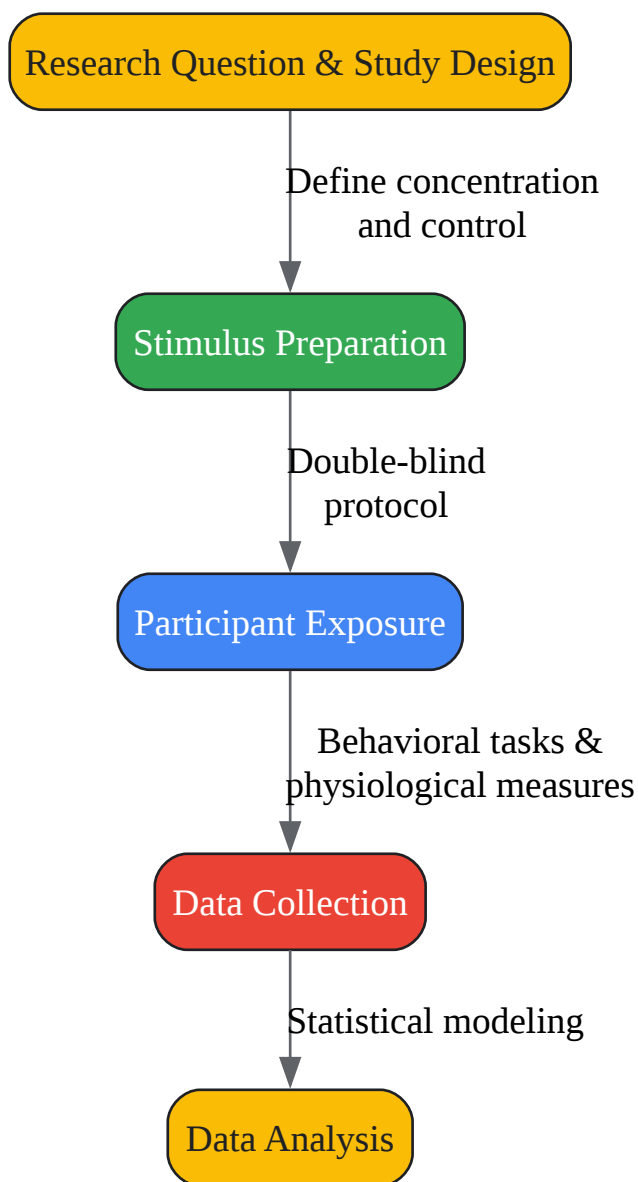 Research Question & Study Design
Define concentration
and control
Stimulus Preparation
Double-blind
protocol
Participant Exposure
Behavioral tasks &
physiological measures
Data Collection
Statistical modeling
Data Analysis